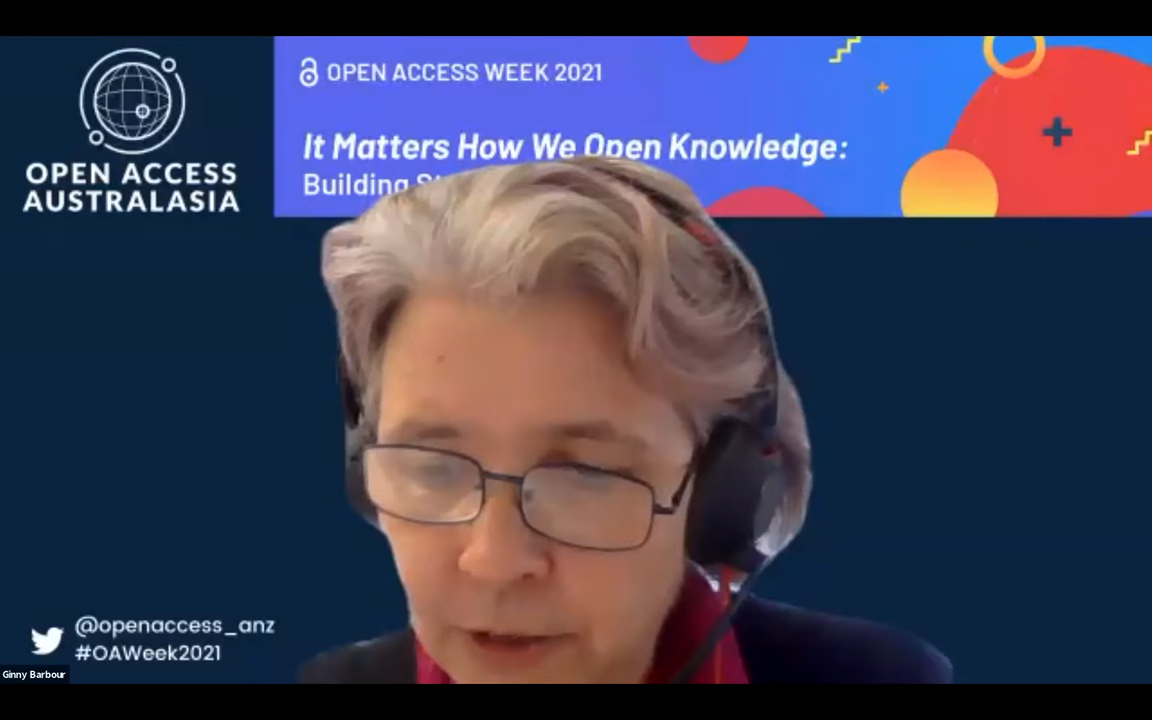 OPEN ACCESS
AUSTRALASIA
OPEN ACCESS WEEK 2021
It Matters How We Open Knowledge:
Building
@openaccess_anz
#OAWeek2021
Ginny Barbour